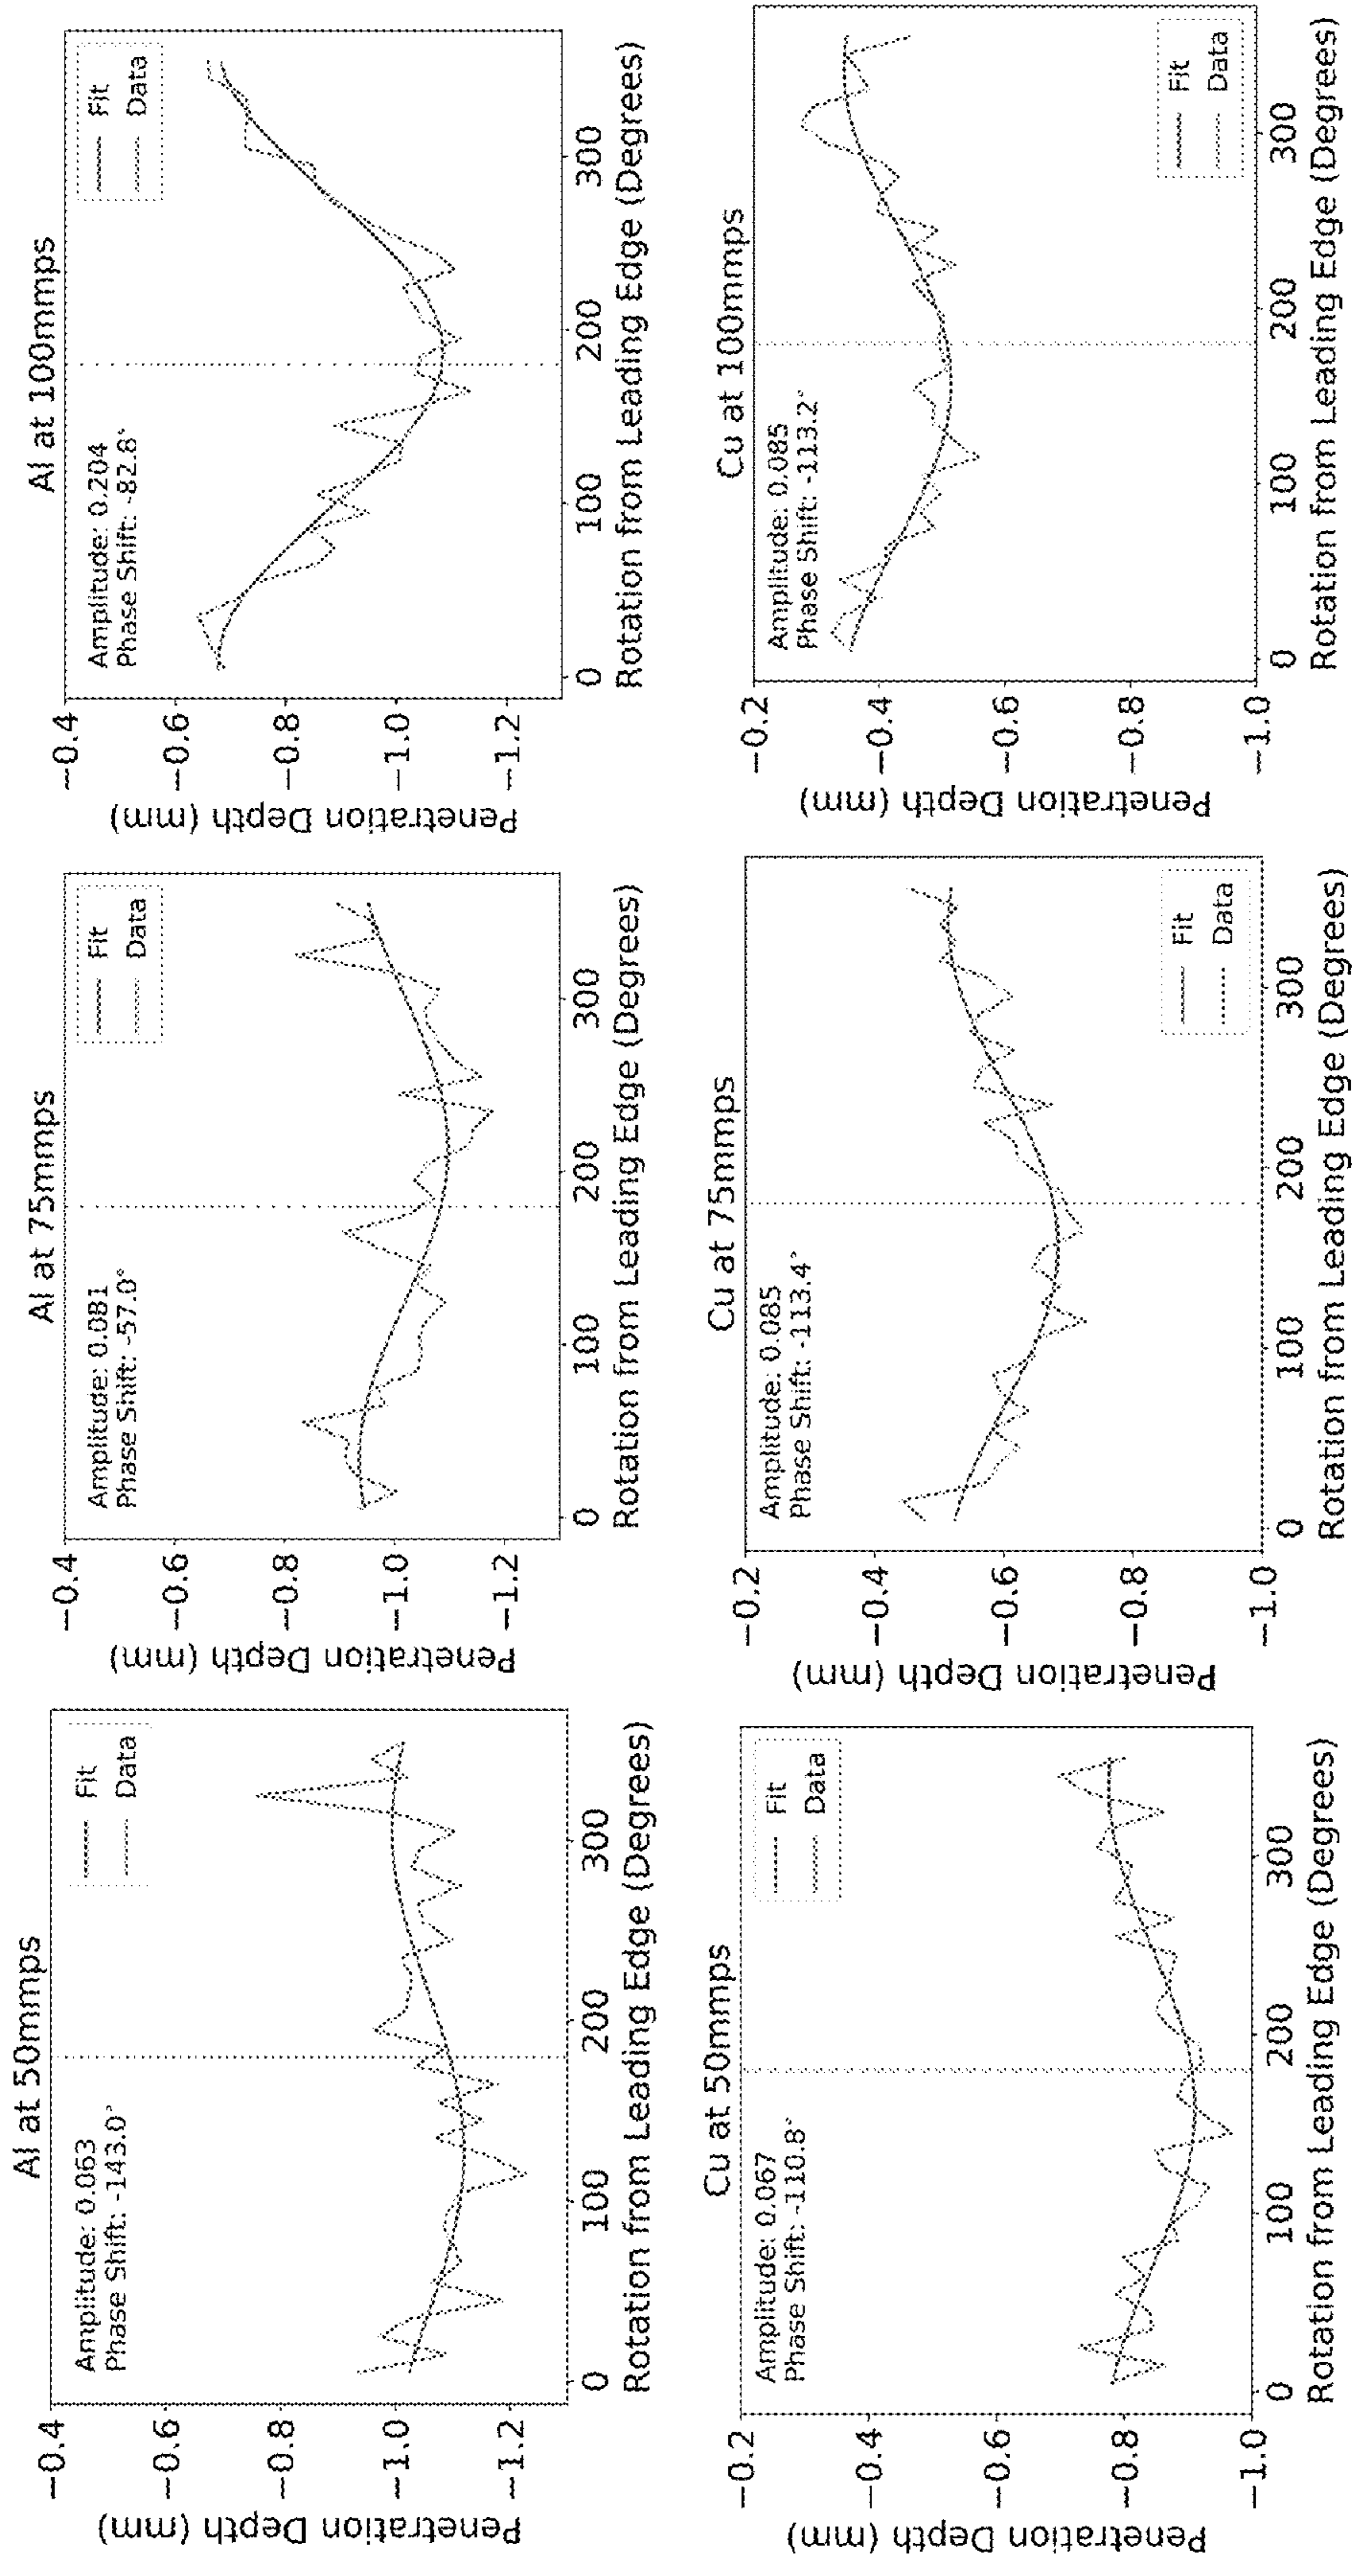 Al at 50mmps
Amplitude: 0.063
Phase Shift: -143.0°
Fit
Data
Penetration Depth (mm)
−0.4
−0.6
−0.8
−1.0
−1.2
0
100
200
300
Rotation from Leading Edge (Degrees)
Al at 75mmps
Amplitude: 0.081
Phase Shift: -57.0°
Fit
Data
Penetration Depth (mm)
−0.4
−0.6
−0.8
−1.0
−1.2
0
100
200
300
Rotation from Leading Edge (Degrees)
Al at 100mmps
Amplitude: 0.204
Phase Shift: -82.8°
Fit
Data
Penetration Depth (mm)
−0.4
−0.6
−0.8
−1.0
−1.2
0
100
200
300
Rotation from Leading Edge (Degrees)
Cu at 50mmps
Amplitude: 0.067
Phase Shift: -110.8°
Fit
Data
Penetration Depth (mm)
−0.2
−0.4
−0.6
−0.8
−1.0
0
100
200
300
Rotation from Leading Edge (Degrees)
Cu at 75mmps
Amplitude: 0.085
Phase Shift: -113.4°
Fit
Data
Penetration Depth (mm)
−0.2
−0.4
−0.6
−0.8
−1.0
0
100
200
300
Rotation from Leading Edge (Degrees)
Cu at 100mmps
Amplitude: 0.085
Phase Shift: -113.2°
Fit
Data
Penetration Depth (mm)
−0.2
−0.4
−0.6
−0.8
−1.0
0
100
200
300
Rotation from Leading Edge (Degrees)